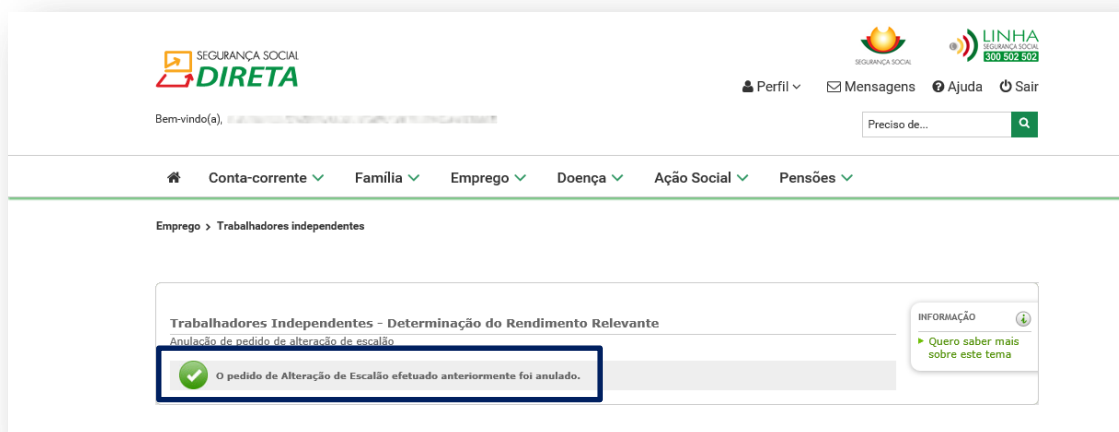 SEGURANÇA SOCIAL
DIRETA
SEGURANÇA SOCIAL
LINHA
SEGURANÇA SOCIAL
300 502 502
Perfil
Mensagens
Ajuda
Sair
Bem-vindo(a),
Preciso de...
Conta-corrente
Família
Emprego
Doença
Ação Social
Pensões
Emprego > Trabalhadores independentes
Trabalhadores Independentes - Determinação do Rendimento Relevante
Anulação de pedido de alteração de escalão
O pedido de Alteração de Escalão efetuado anteriormente foi anulado.
INFORMAÇÃO
Quero saber mais
sobre este tema